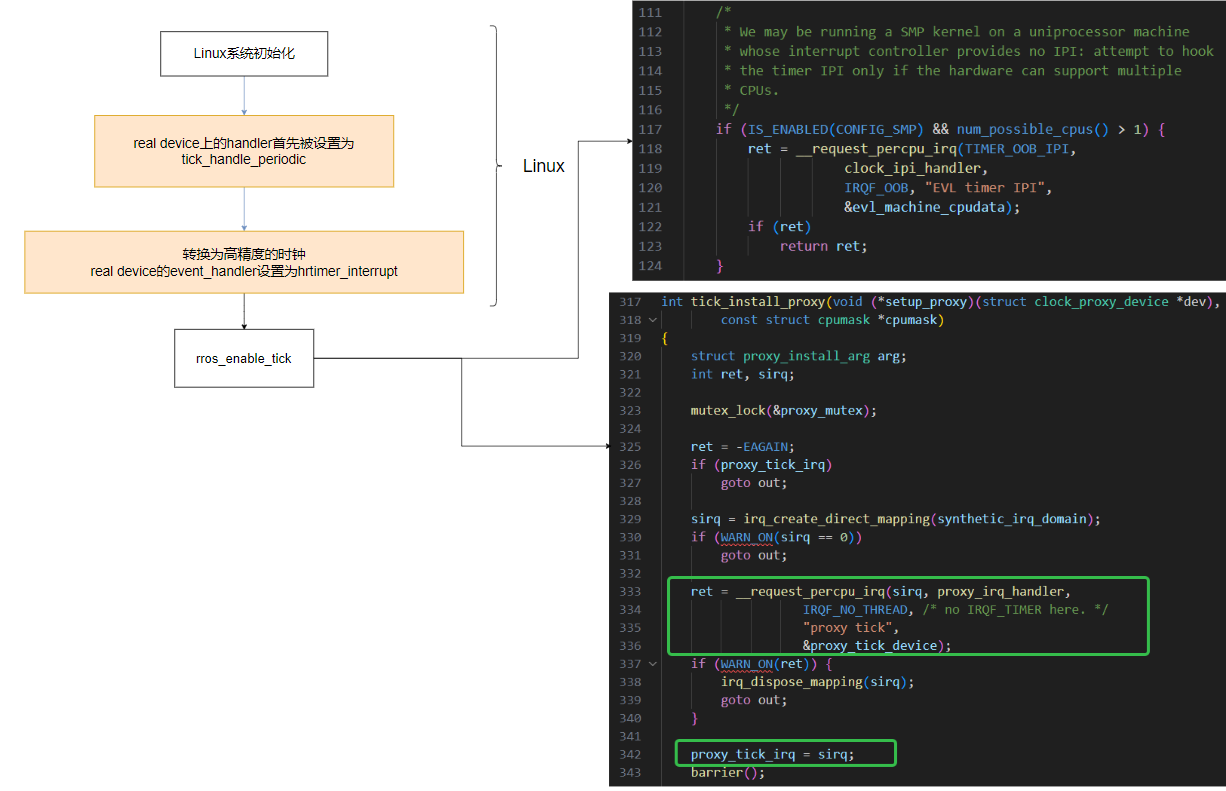 Linux系统初始化
real device上的handler首先被设置为
tick_handle_periodic
转换为高精度的时钟
real device的event_handler设置为hrtimer_interrupt
rros_enable_tick
Linux
111 /*
112 * We may be running a SMP kernel on a uniprocessor machine
113 * whose interrupt controller provides no IPI: attempt to hook
114 * the timer IPI only if the hardware can support multiple
115 * CPUs.
116 */
117 if (IS_ENABLED(CONFIG_SMP) && num_possible_cpus() > 1) {
118 ret = __request_percpu_irq(TIMER_OOB_IPI,
119 clock_ipi_handler,
120 IRQF_OOB, "EVL timer IPI",
121 &evl_machine_cpudata);
122 if (ret)
123 return ret;
124 }
317 int tick_install_proxy(void (*setup_proxy)(struct clock_proxy_device *dev),
318 const struct cpumask *cpumask)
319 {
320 struct proxy_install_arg arg;
321 int ret, sirq;
322
323 mutex_lock(&proxy_mutex);
324
325 ret = -EAGAIN;
326 if (proxy_tick_irq)
327 goto out;
328
329 sirq = irq_create_direct_mapping(synthetic_irq_domain);
330 if (WARN_ON(sirq == 0))
331 goto out;
332
333 ret = __request_percpu_irq(sirq, proxy_irq_handler,
334 IRQF_NO_THREAD, /* no IRQF_TIMER here. */
335 "proxy tick",
336 &proxy_tick_device);
337 if (WARN_ON(ret)) {
338 irq_dispose_mapping(sirq);
339 goto out;
340 }
341
342 proxy_tick_irq = sirq;
343 barrier();